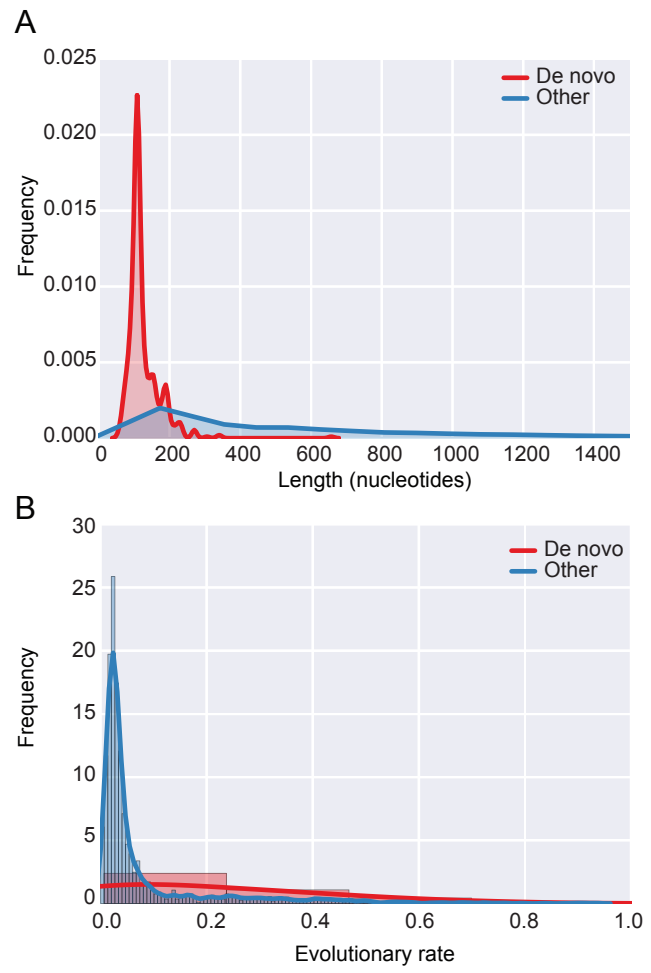 A
0.025
0.020
0.015
0.010
0.005
0.000
Frequency
De novo
Other
0 200 400 600 800 1000 1200 1400
Length (nucleotides)
B
30
25
20
15
10
5
0
Frequency
De novo
Other
0.0 0.2 0.4 0.6 0.8 1.0
Evolutionary rate